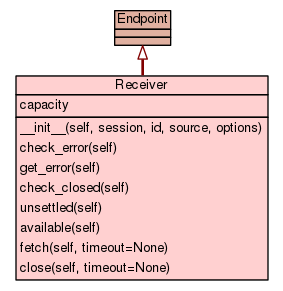 Endpoint
Receiver
capacity
__init__(self, session, id, source, options)
check_error(self)
get_error(self)
check_closed(self)
unsettled(self)
available(self)
fetch(self, timeout=None)
close(self, timeout=None)